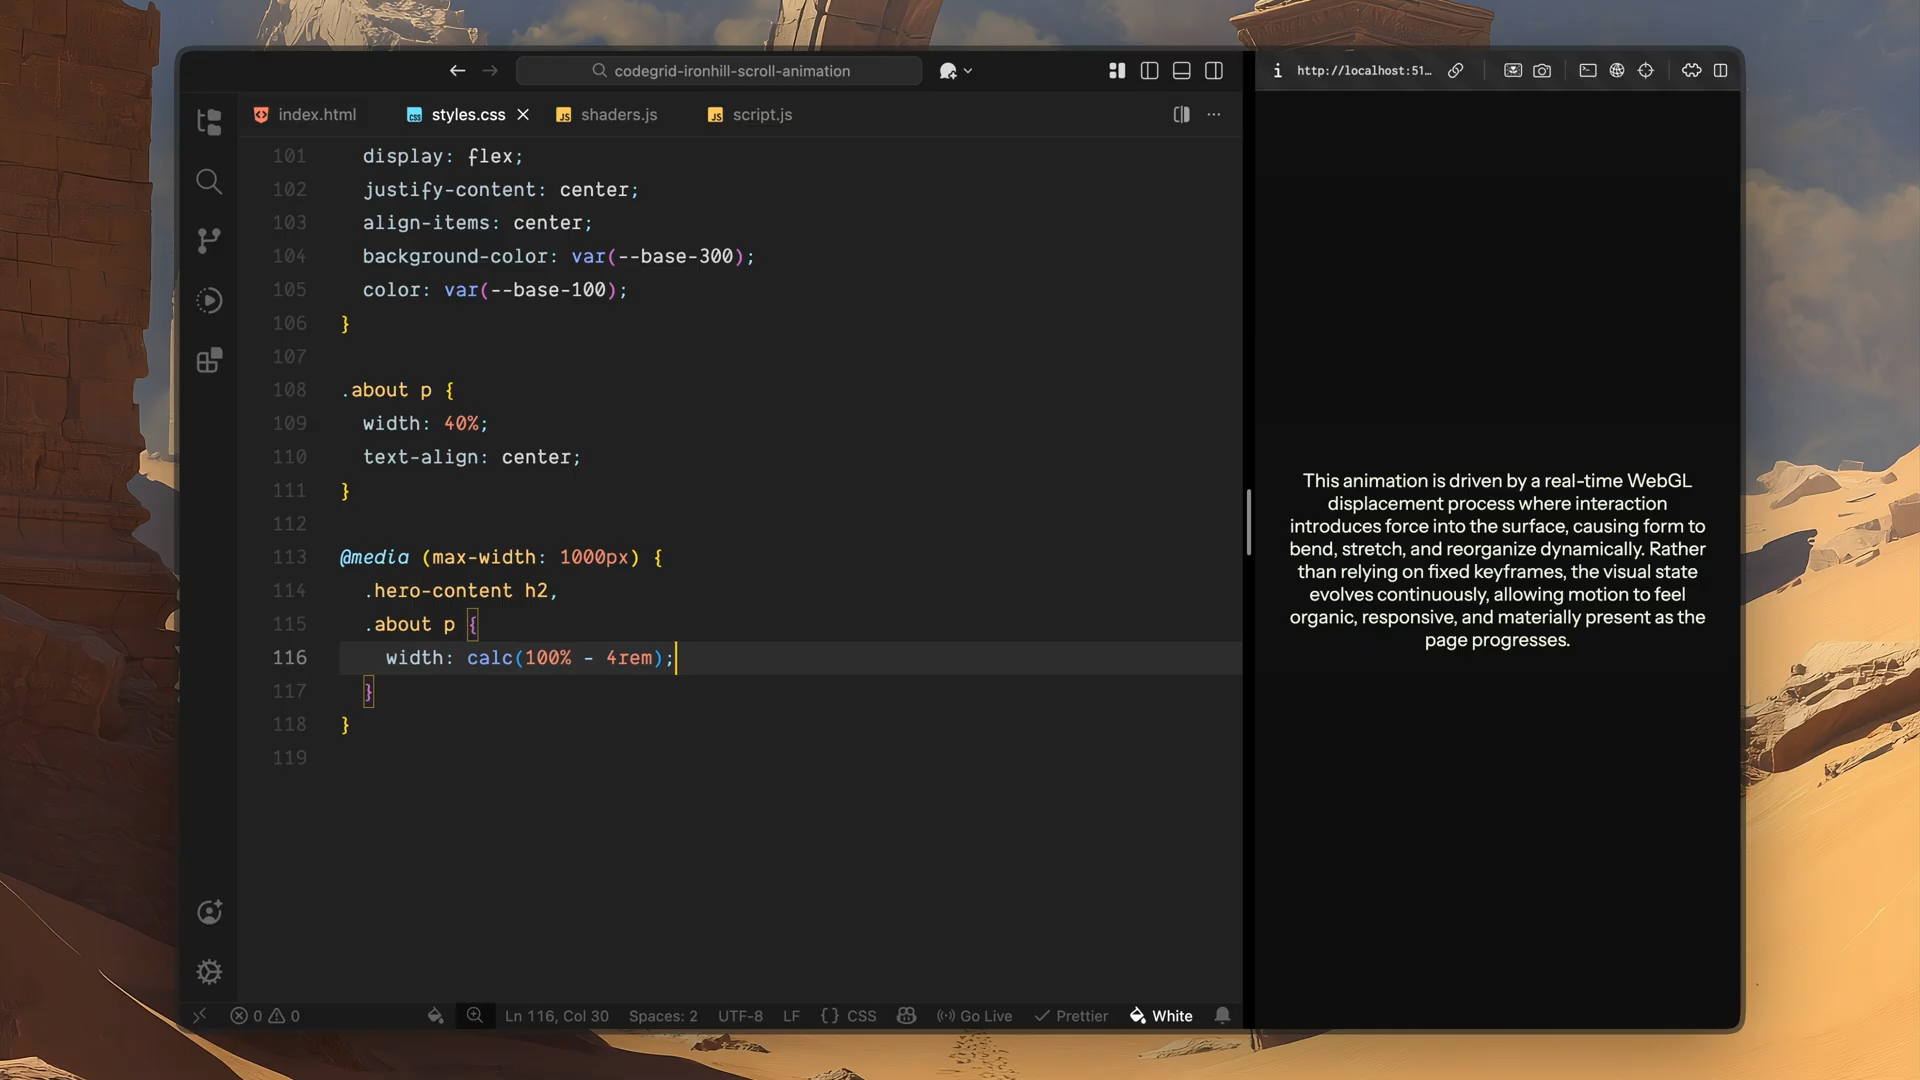 codegrid-ironhill-scroll-animation
http://localhost:51…
index.html
styles.css
shaders.js
script.js
101 display: flex;
102 justify-content: center;
103 align-items: center;
104 background-color: var(--base-300);
105 color: var(--base-100);
106 }
107
108 .about p {
109 width: 40%;
110 text-align: center;
111 }
112
113 @media (max-width: 1000px) {
114 .hero-content h2,
115 .about p {
116 width: calc(100% - 4rem);
117 }
118 }
119
This animation is driven by a real-time WebGL
displacement process where interaction
introduces force into the surface, causing form to
bend, stretch, and reorganize dynamically. Rather
than relying on fixed keyframes, the visual state
evolves continuously, allowing motion to feel
organic, responsive, and materially present as the
page progresses.
0 0 Ln 116, Col 30 Spaces: 2 UTF-8 LF {} CSS Go Live Prettier White